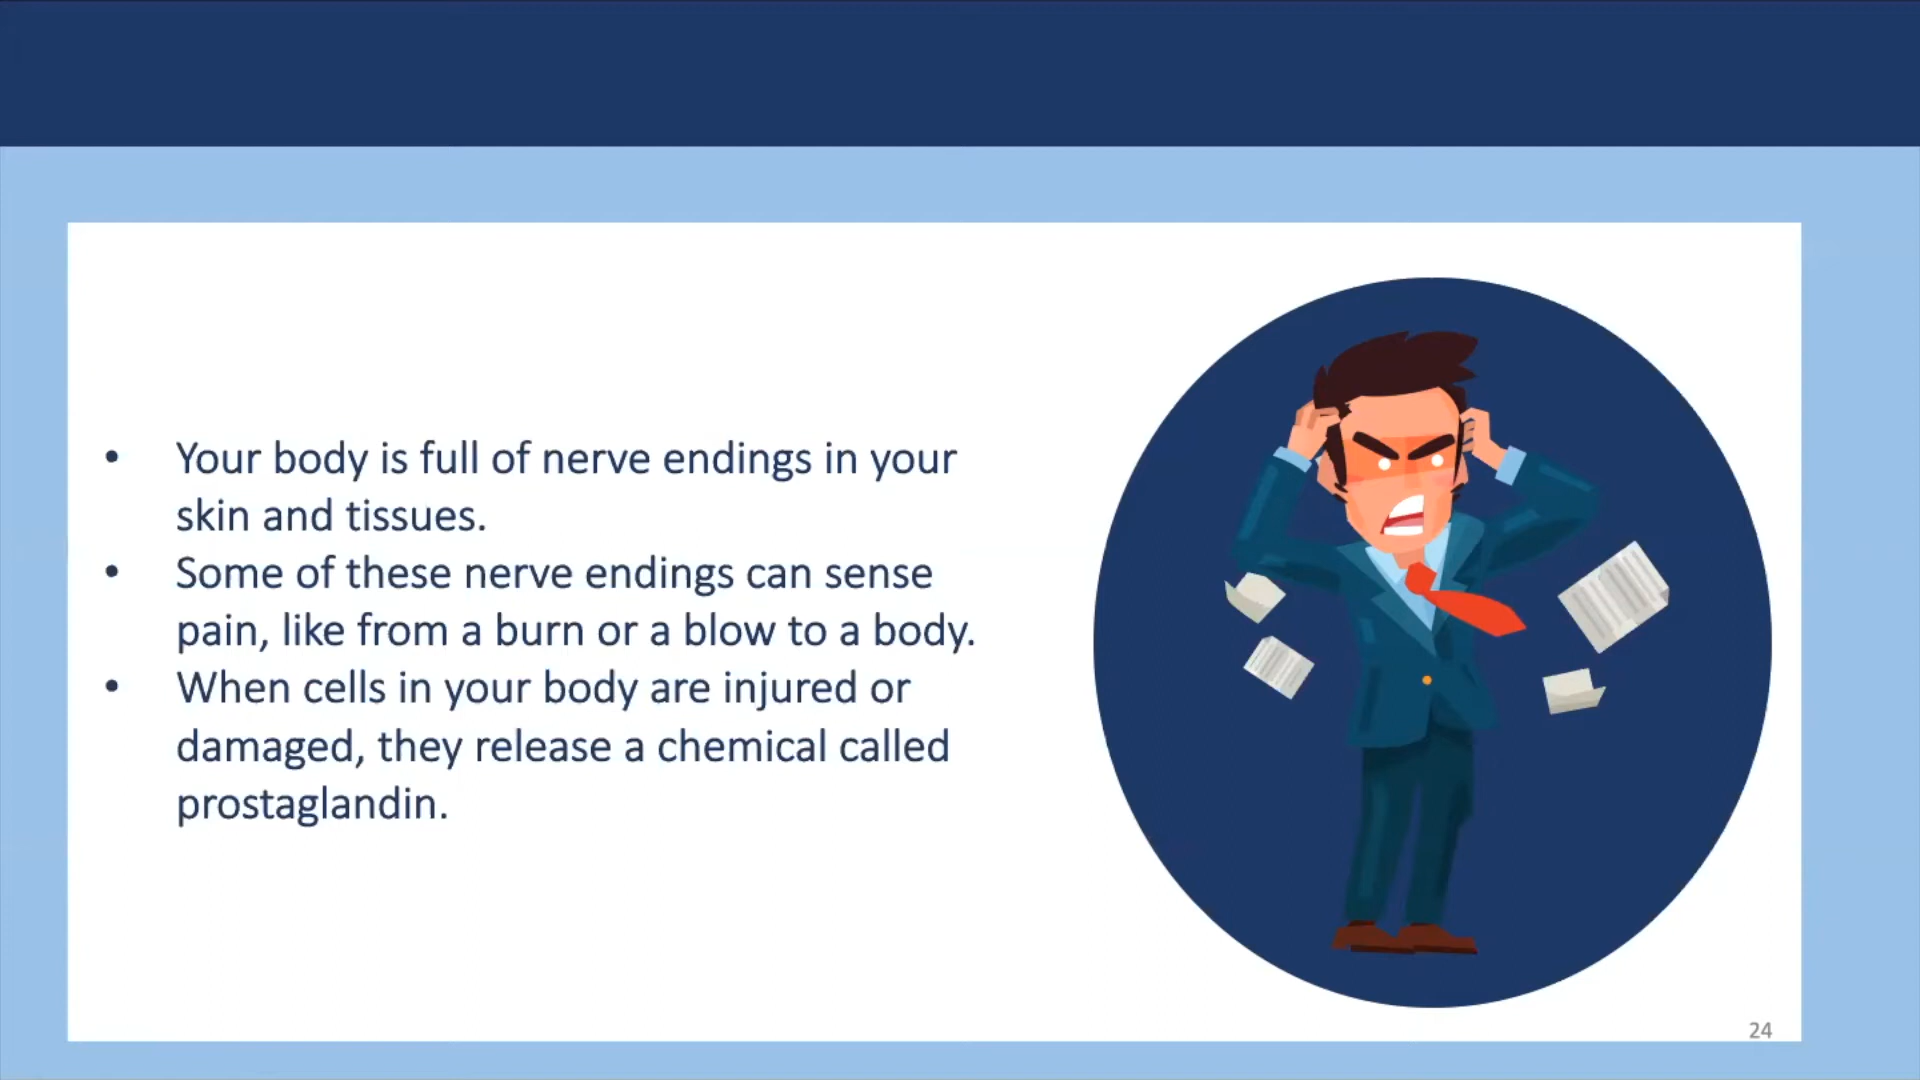 • Your body is full of nerve endings in your
skin and tissues.
• Some of these nerve endings can sense
pain, like from a burn or a blow to a body.
• When cells in your body are injured or
damaged, they release a chemical called
prostaglandin.
24